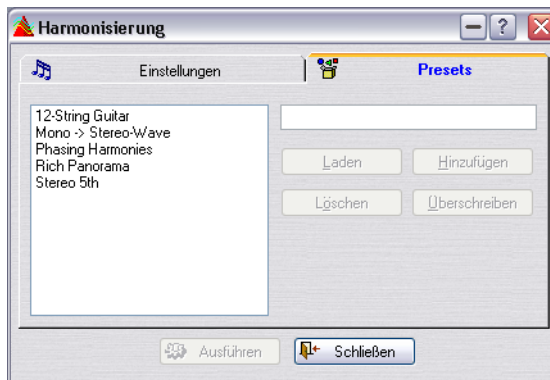 Harmonisierung
Einstellungen
Presets
12-String Guitar
Mono -> Stereo-Wave
Phasing Harmonies
Rich Panorama
Stereo 5th
Laden
Hinzufügen
Löschen
Überschreiben
Ausführen
Schließen